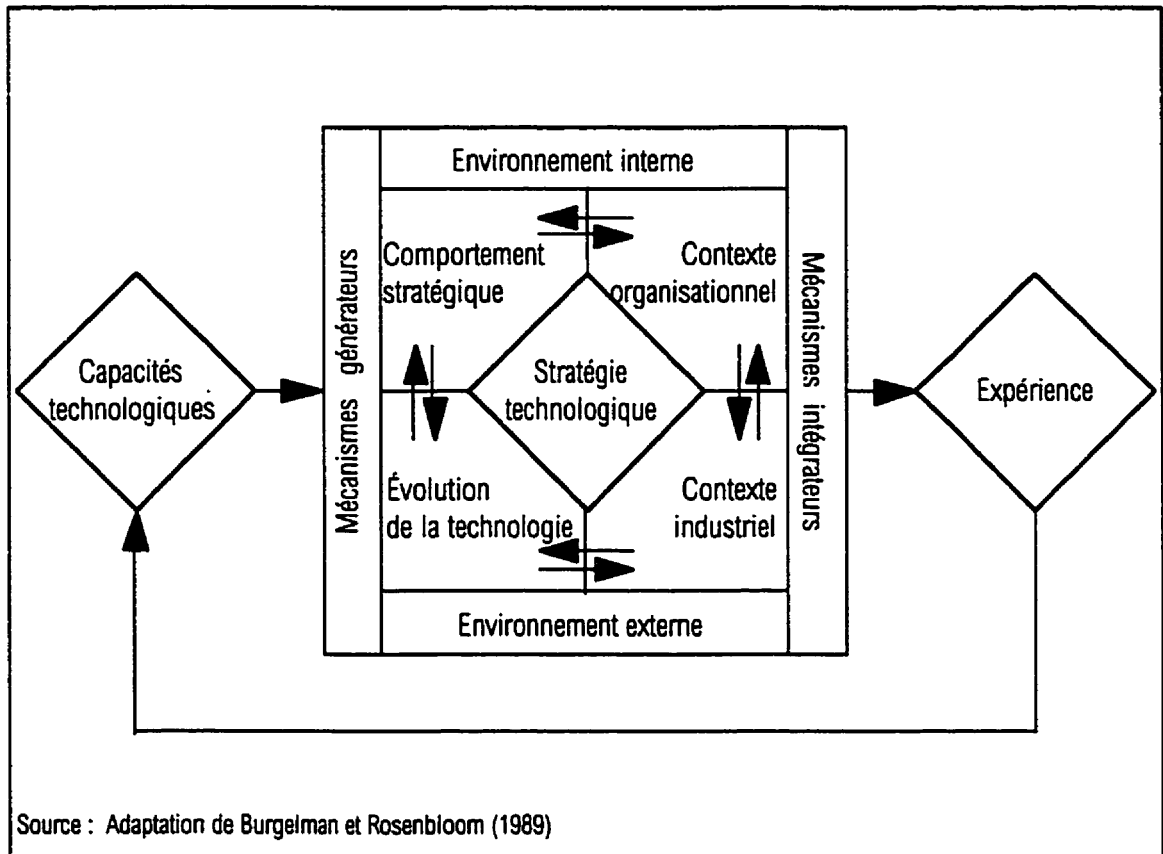 Environnement interne
Mécanismes générateurs
Comportement
stratégique
Contexte
organisationnel
Mécanismes intégrateurs
Capacités
technologiques
Stratégie
technologique
Expérience
Évolution
de la technologie
Contexte
industriel
Environnement externe
Source : Adaptation de Burgelman et Rosenbloom (1989)